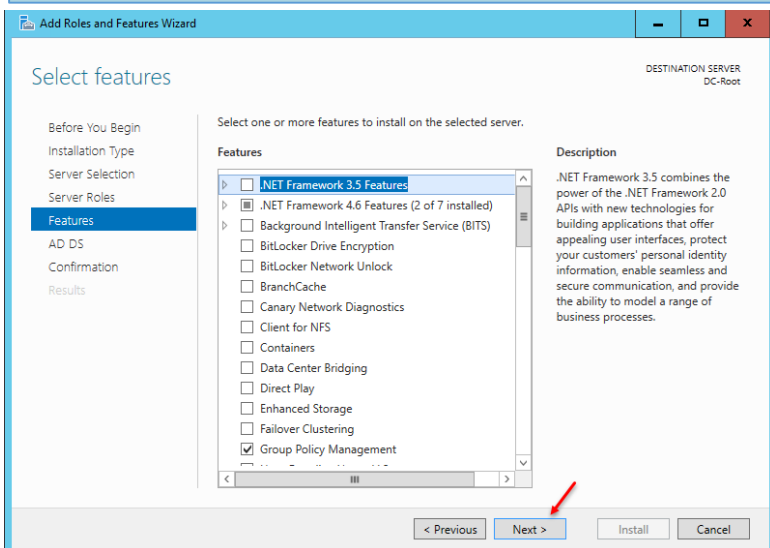 Add Roles and Features Wizard
Select features
DESTINATION SERVER
DC-Root
Before You Begin
Installation Type
Server Selection
Server Roles
Features
AD DS
Confirmation
Results
Select one or more features to install on the selected server.
Features
.NET Framework 3.5 Features
.NET Framework 4.6 Features (2 of 7 installed)
Background Intelligent Transfer Service (BITS)
BitLocker Drive Encryption
BitLocker Network Unlock
BranchCache
Canary Network Diagnostics
Client for NFS
Containers
Data Center Bridging
Direct Play
Enhanced Storage
Failover Clustering
Group Policy Management
Description
.NET Framework 3.5 combines the
power of the .NET Framework 2.0
APIs with new technologies for
building applications that offer
appealing user interfaces, protect
your customers' personal identity
information, enable seamless and
secure communication, and provide
the ability to model a range of
business processes.
< Previous
Next >
Install
Cancel